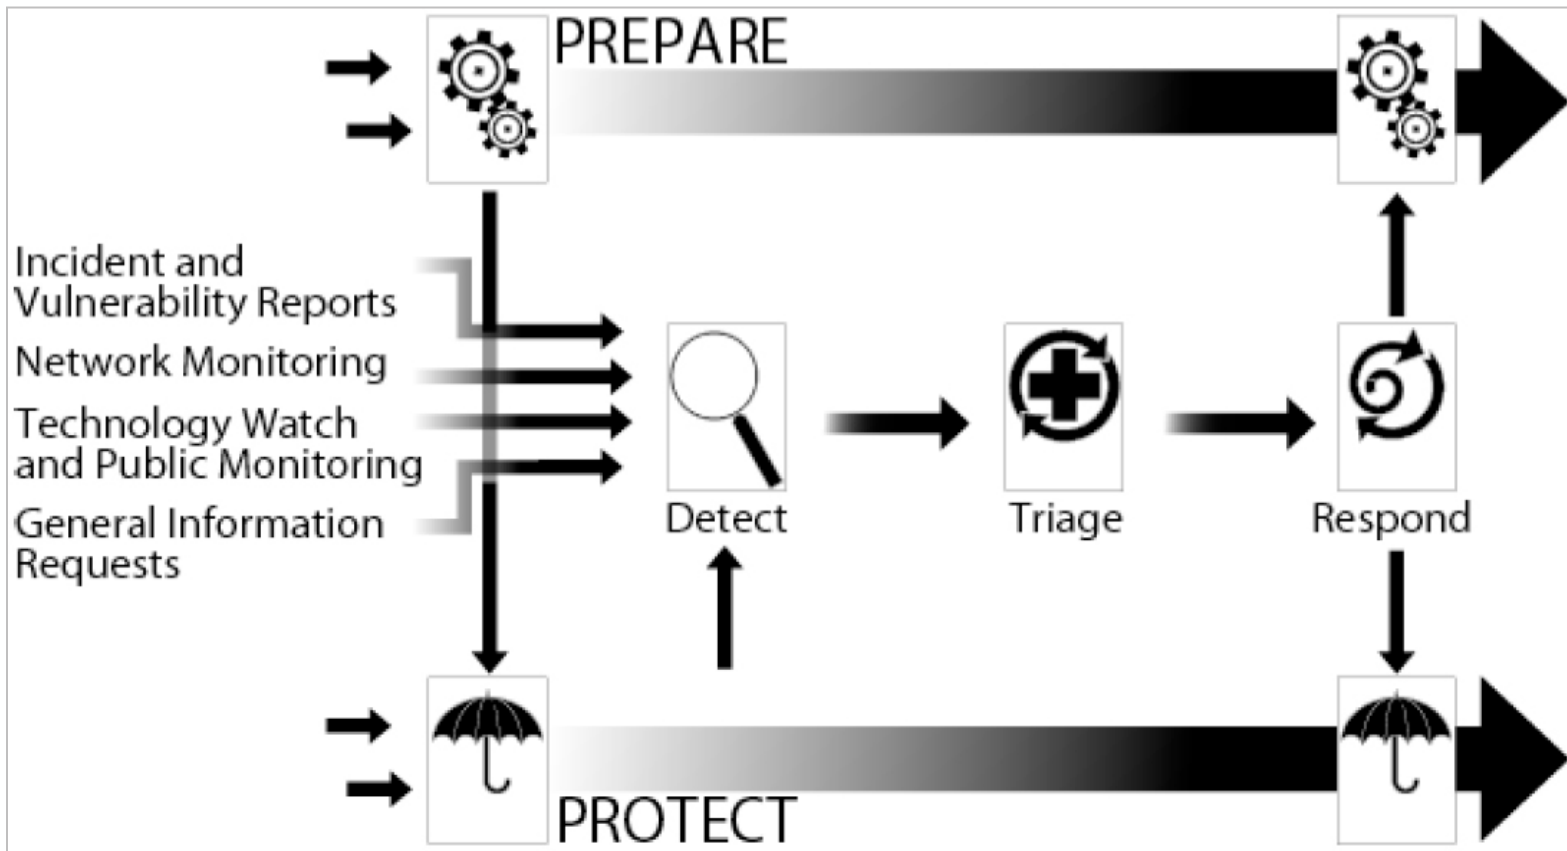 PREPARE
Incident and
Vulnerability Reports
Network Monitoring
Technology Watch
and Public Monitoring
General Information
Requests
Detect
Triage
Respond
PROTECT